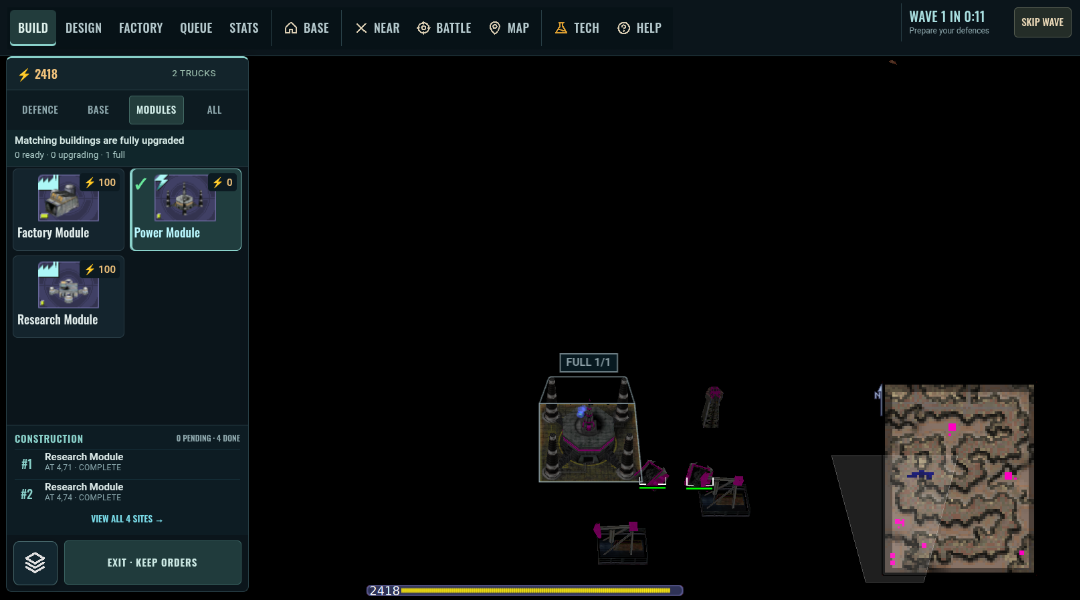 BUILD DESIGN FACTORY QUEUE STATS BASE NEAR BATTLE MAP TECH HELP
WAVE 1 IN 0:11
Prepare your defences
SKIP WAVE
2418 2 TRUCKS
DEFENCE BASE MODULES ALL
Matching buildings are fully upgraded
0 ready · 0 upgrading · 1 full
100 0
Factory Module Power Module
100
Research Module
FULL 1/1
N
CONSTRUCTION 0 PENDING · 4 DONE
#1 Research Module
AT 4,71 · COMPLETE
#2 Research Module
AT 4,74 · COMPLETE
VIEW ALL 4 SITES →
EXIT · KEEP ORDERS
2418